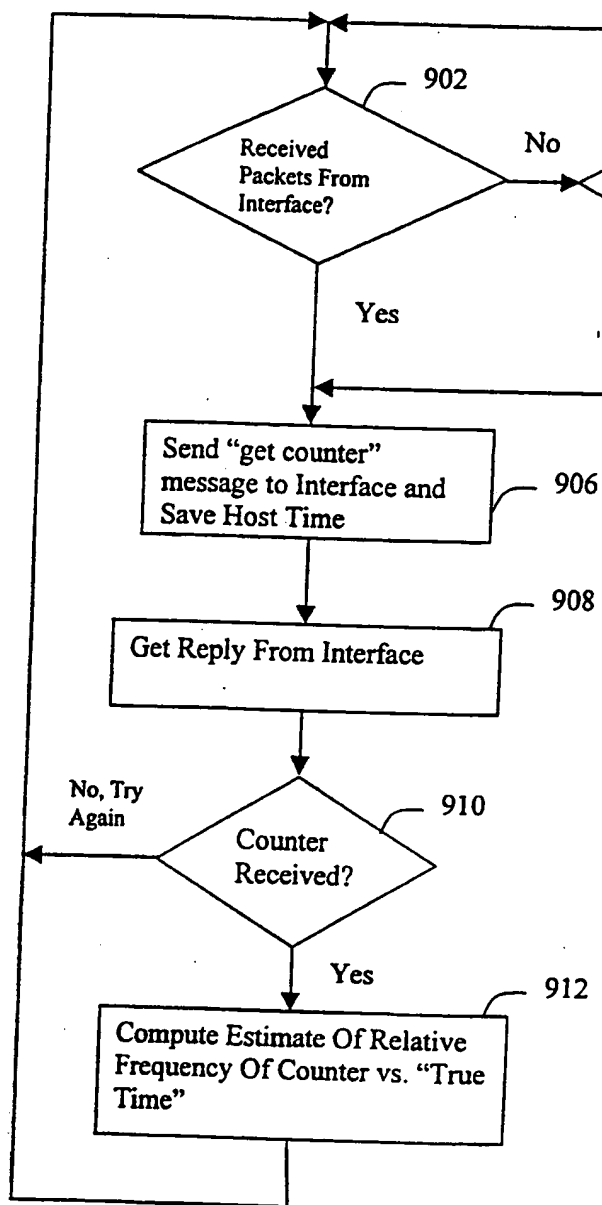 902
Received
Packets From
Interface?
No
Yes
Send “get counter”
message to Interface and
Save Host Time
906
908
Get Reply From Interface
No, Try
Again
910
Counter
Received?
Yes
912
Compute Estimate Of Relative
Frequency Of Counter vs. “True
Time”